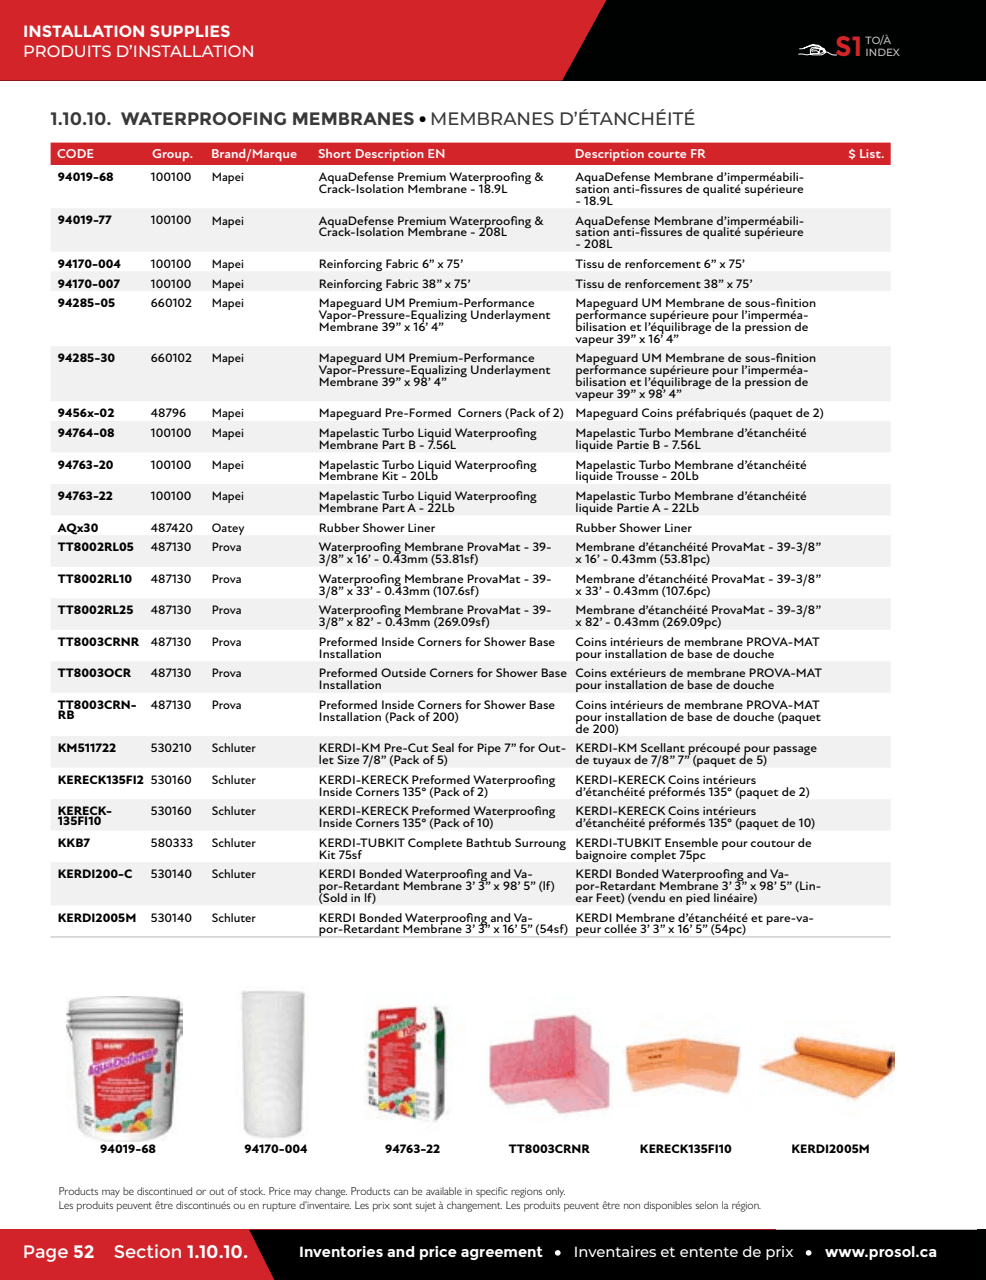 INSTALLATION SUPPLIES
PRODUITS D'INSTALLATION
S1 TO/À
INDEX
1.10.10. WATERPROOFING MEMBRANES • MEMBRANES D'ÉTANCHÉITÉ
CODE Group. Brand/Marque Short Description EN Description courte FR $ List.
94019-68 100100 Mapei AquaDefense Premium Waterproofing & AquaDefense Membrane d'imperméabili-
Crack-Isolation Membrane - 18.9L sation anti-fissures de qualité supérieure
- 18.9L
94019-77 100100 Mapei AquaDefense Premium Waterproofing & AquaDefense Membrane d'imperméabili-
Crack-Isolation Membrane - 208L sation anti-fissures de qualité supérieure
- 208L
94170-004 100100 Mapei Reinforcing Fabric 6" x 75' Tissu de renforcement 6" x 75'
94170-007 100100 Mapei Reinforcing Fabric 38" x 75' Tissu de renforcement 38" x 75'
94285-05 660102 Mapei Mapeguard UM Premium-Performance Mapeguard UM Membrane de sous-finition
Vapor-Pressure-Equalizing Underlayment performance supérieure pour l'imperméa-
Membrane 39" x 16' 4" bilisation et l'équilibrage de la pression de
vapeur 39" x 16' 4"
94285-30 660102 Mapei Mapeguard UM Premium-Performance Mapeguard UM Membrane de sous-finition
Vapor-Pressure-Equalizing Underlayment performance supérieure pour l'imperméa-
Membrane 39" x 98' 4" bilisation et l'équilibrage de la pression de
vapeur 39" x 98' 4"
9456x-02 48796 Mapei Mapeguard Pre-Formed Corners (Pack of 2) Mapeguard Coins préfabriqués (paquet de 2)
94764-08 100100 Mapei Mapelastic Turbo Liquid Waterproofing Mapelastic Turbo Membrane d'étanchéité
Membrane Part B - 7.56L liquide Partie B - 7.56L
94763-20 100100 Mapei Mapelastic Turbo Liquid Waterproofing Mapelastic Turbo Membrane d'étanchéité
Membrane Kit - 20Lb liquide Trousse - 20Lb
94763-22 100100 Mapei Mapelastic Turbo Liquid Waterproofing Mapelastic Turbo Membrane d'étanchéité
Membrane Part A - 22Lb liquide Partie A - 22Lb
AQx30 487420 Oatey Rubber Shower Liner Rubber Shower Liner
TT8002RL05 487130 Prova Waterproofing Membrane ProvaMat - 39- Membrane d'étanchéité ProvaMat - 39-3/8"
3/8" x 16' - 0.43mm (53.81sf) x 16' - 0.43mm (53.81pc)
TT8002RL10 487130 Prova Waterproofing Membrane ProvaMat - 39- Membrane d'étanchéité ProvaMat - 39-3/8"
3/8" x 33' - 0.43mm (107.6sf) x 33' - 0.43mm (107.6pc)
TT8002RL25 487130 Prova Waterproofing Membrane ProvaMat - 39- Membrane d'étanchéité ProvaMat - 39-3/8"
3/8" x 82' - 0.43mm (269.09sf) x 82' - 0.43mm (269.09pc)
TT8003CRNR 487130 Prova Preformed Inside Corners for Shower Base Coins intérieurs de membrane PROVA-MAT
Installation pour installation de base de douche
TT8003OCR 487130 Prova Preformed Outside Corners for Shower Base Coins extérieurs de membrane PROVA-MAT
Installation pour installation de base de douche
TT8003CRN- 487130 Prova Preformed Inside Corners for Shower Base Coins intérieurs de membrane PROVA-MAT
RB Installation (Pack of 200) pour installation de base de douche (paquet
de 200)
KM511722 530210 Schluter KERDI-KM Pre-Cut Seal for Pipe 7" for Out- KERDI-KM Scellant précoupé pour passage
let Size 7/8" (Pack of 5) de tuyaux de 7/8" 7" (paquet de 5)
KERECK135FI2 530160 Schluter KERDI-KERECK Preformed Waterproofing KERDI-KERECK Coins intérieurs
Inside Corners 135° (Pack of 2) d'étanchéité préformés 135° (paquet de 2)
KERECK- 530160 Schluter KERDI-KERECK Preformed Waterproofing KERDI-KERECK Coins intérieurs
135FI10 Inside Corners 135° (Pack of 10) d'étanchéité préformés 135° (paquet de 10)
KKB7 580333 Schluter KERDI-TUBKIT Complete Bathtub Surroung KERDI-TUBKIT Ensemble pour coutour de
Kit 75sf baignoire complet 75pc
KERDI200-C 530140 Schluter KERDI Bonded Waterproofing and Va- KERDI Bonded Waterproofing and Va-
por-Retardant Membrane 3' 3" x 98' 5" (lf) por-Retardant Membrane 3' 3" x 98' 5" (Lin-
(Sold in lf) ear Feet) (vendu en pied linéaire)
KERDI2005M 530140 Schluter KERDI Bonded Waterproofing and Va- KERDI Membrane d'étanchéité et pare-va-
por-Retardant Membrane 3' 3" x 16' 5" (54sf) peur collée 3' 3" x 16' 5" (54pc)
MAPEI
AquaDefense
94019-68 94170-004 94763-22 TT8003CRNR KERECK135FI10 KERDI2005M
Products may be discontinued or out of stock. Price may change. Products can be available in specific regions only.
Les produits peuvent être discontinués ou en rupture d'inventaire. Les prix sont sujet à changement. Les produits peuvent être non disponibles selon la région.
Page 52 Section 1.10.10. Inventories and price agreement • Inventaires et entente de prix • www.prosol.ca